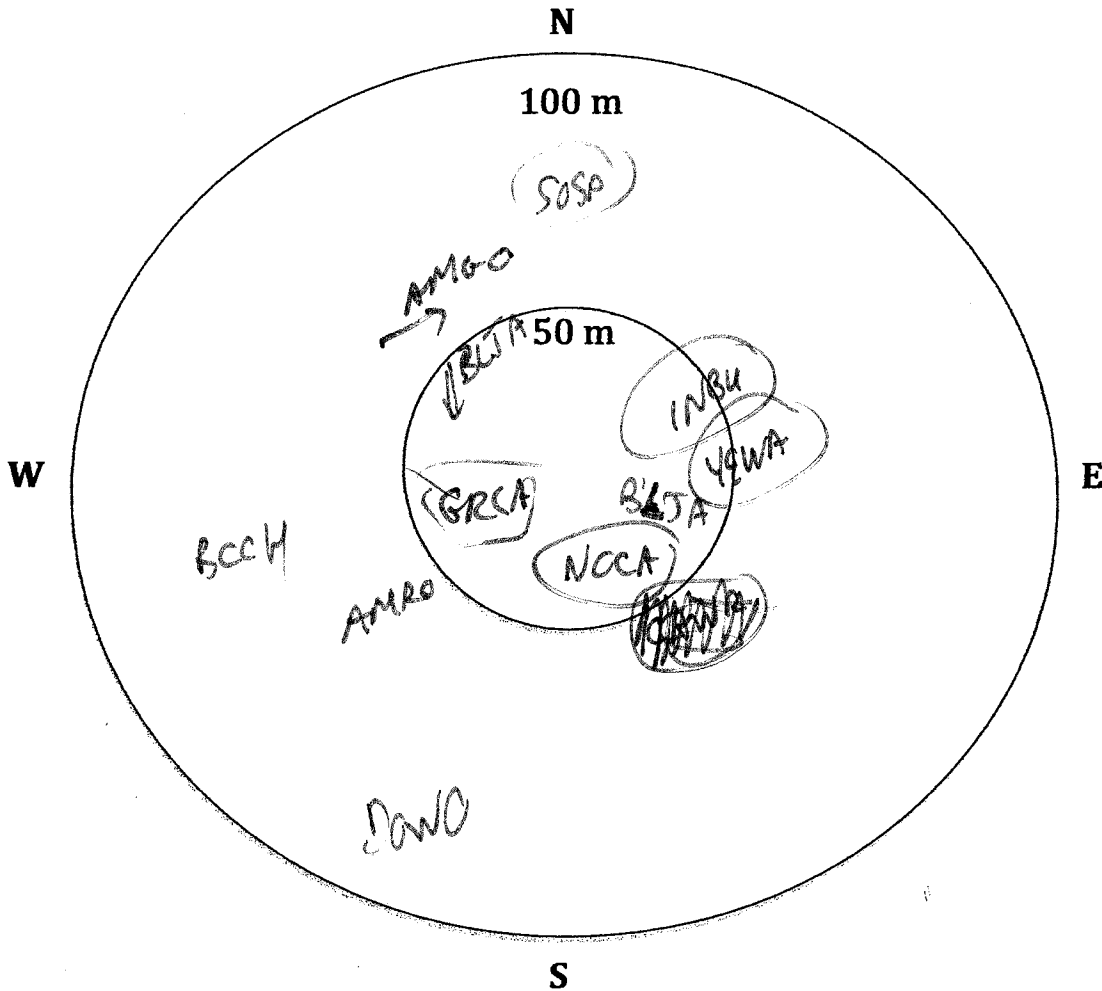 N
100 m
SOSP
AMGO
50 m
BLJA
INBU
YEWA
W
E
GRCA
BLJA
NOCA
BCCH
AMRO
DOWO
S